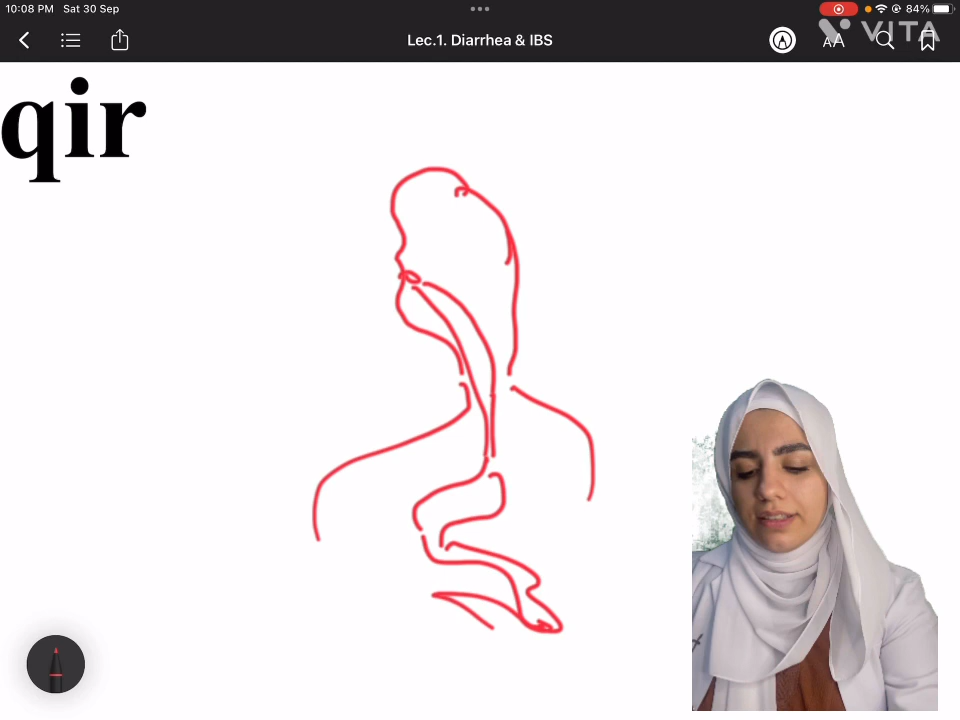 10:08 PM Sat 30 Sep
84%
Lec.1. Diarrhea & IBS
AA
VITA
qir